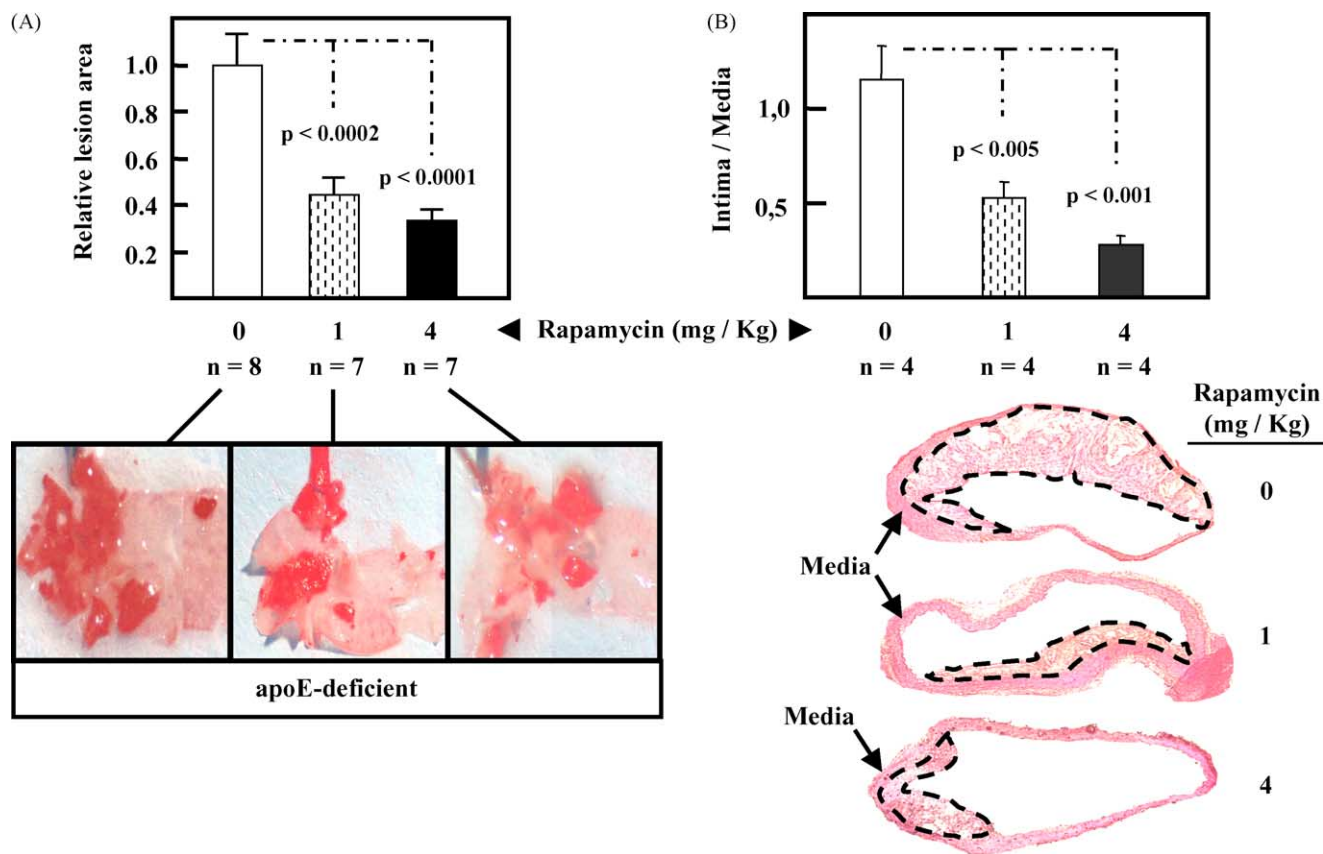 (A)
Relative lesion area
1.0
0.8
0.6
0.4
0.2
p < 0.0002
p < 0.0001
0 1 4
n = 8 n = 7 n = 7
apoE-deficient
◄ Rapamycin (mg / Kg) ►
(B)
Intima / Media
1,0
0,5
p < 0.005
p < 0.001
0 1 4
n = 4 n = 4 n = 4
Rapamycin
(mg / Kg)
0
Media
1
Media
4